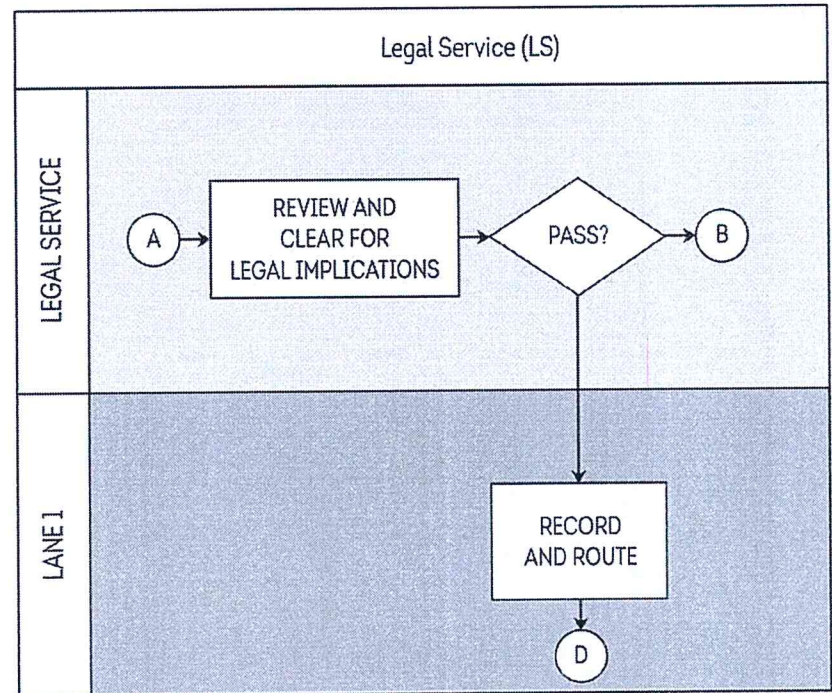 Legal Service (LS)
LEGAL SERVICE
A
REVIEW AND
CLEAR FOR
LEGAL IMPLICATIONS
PASS?
B
LANE 1
RECORD
AND ROUTE
D